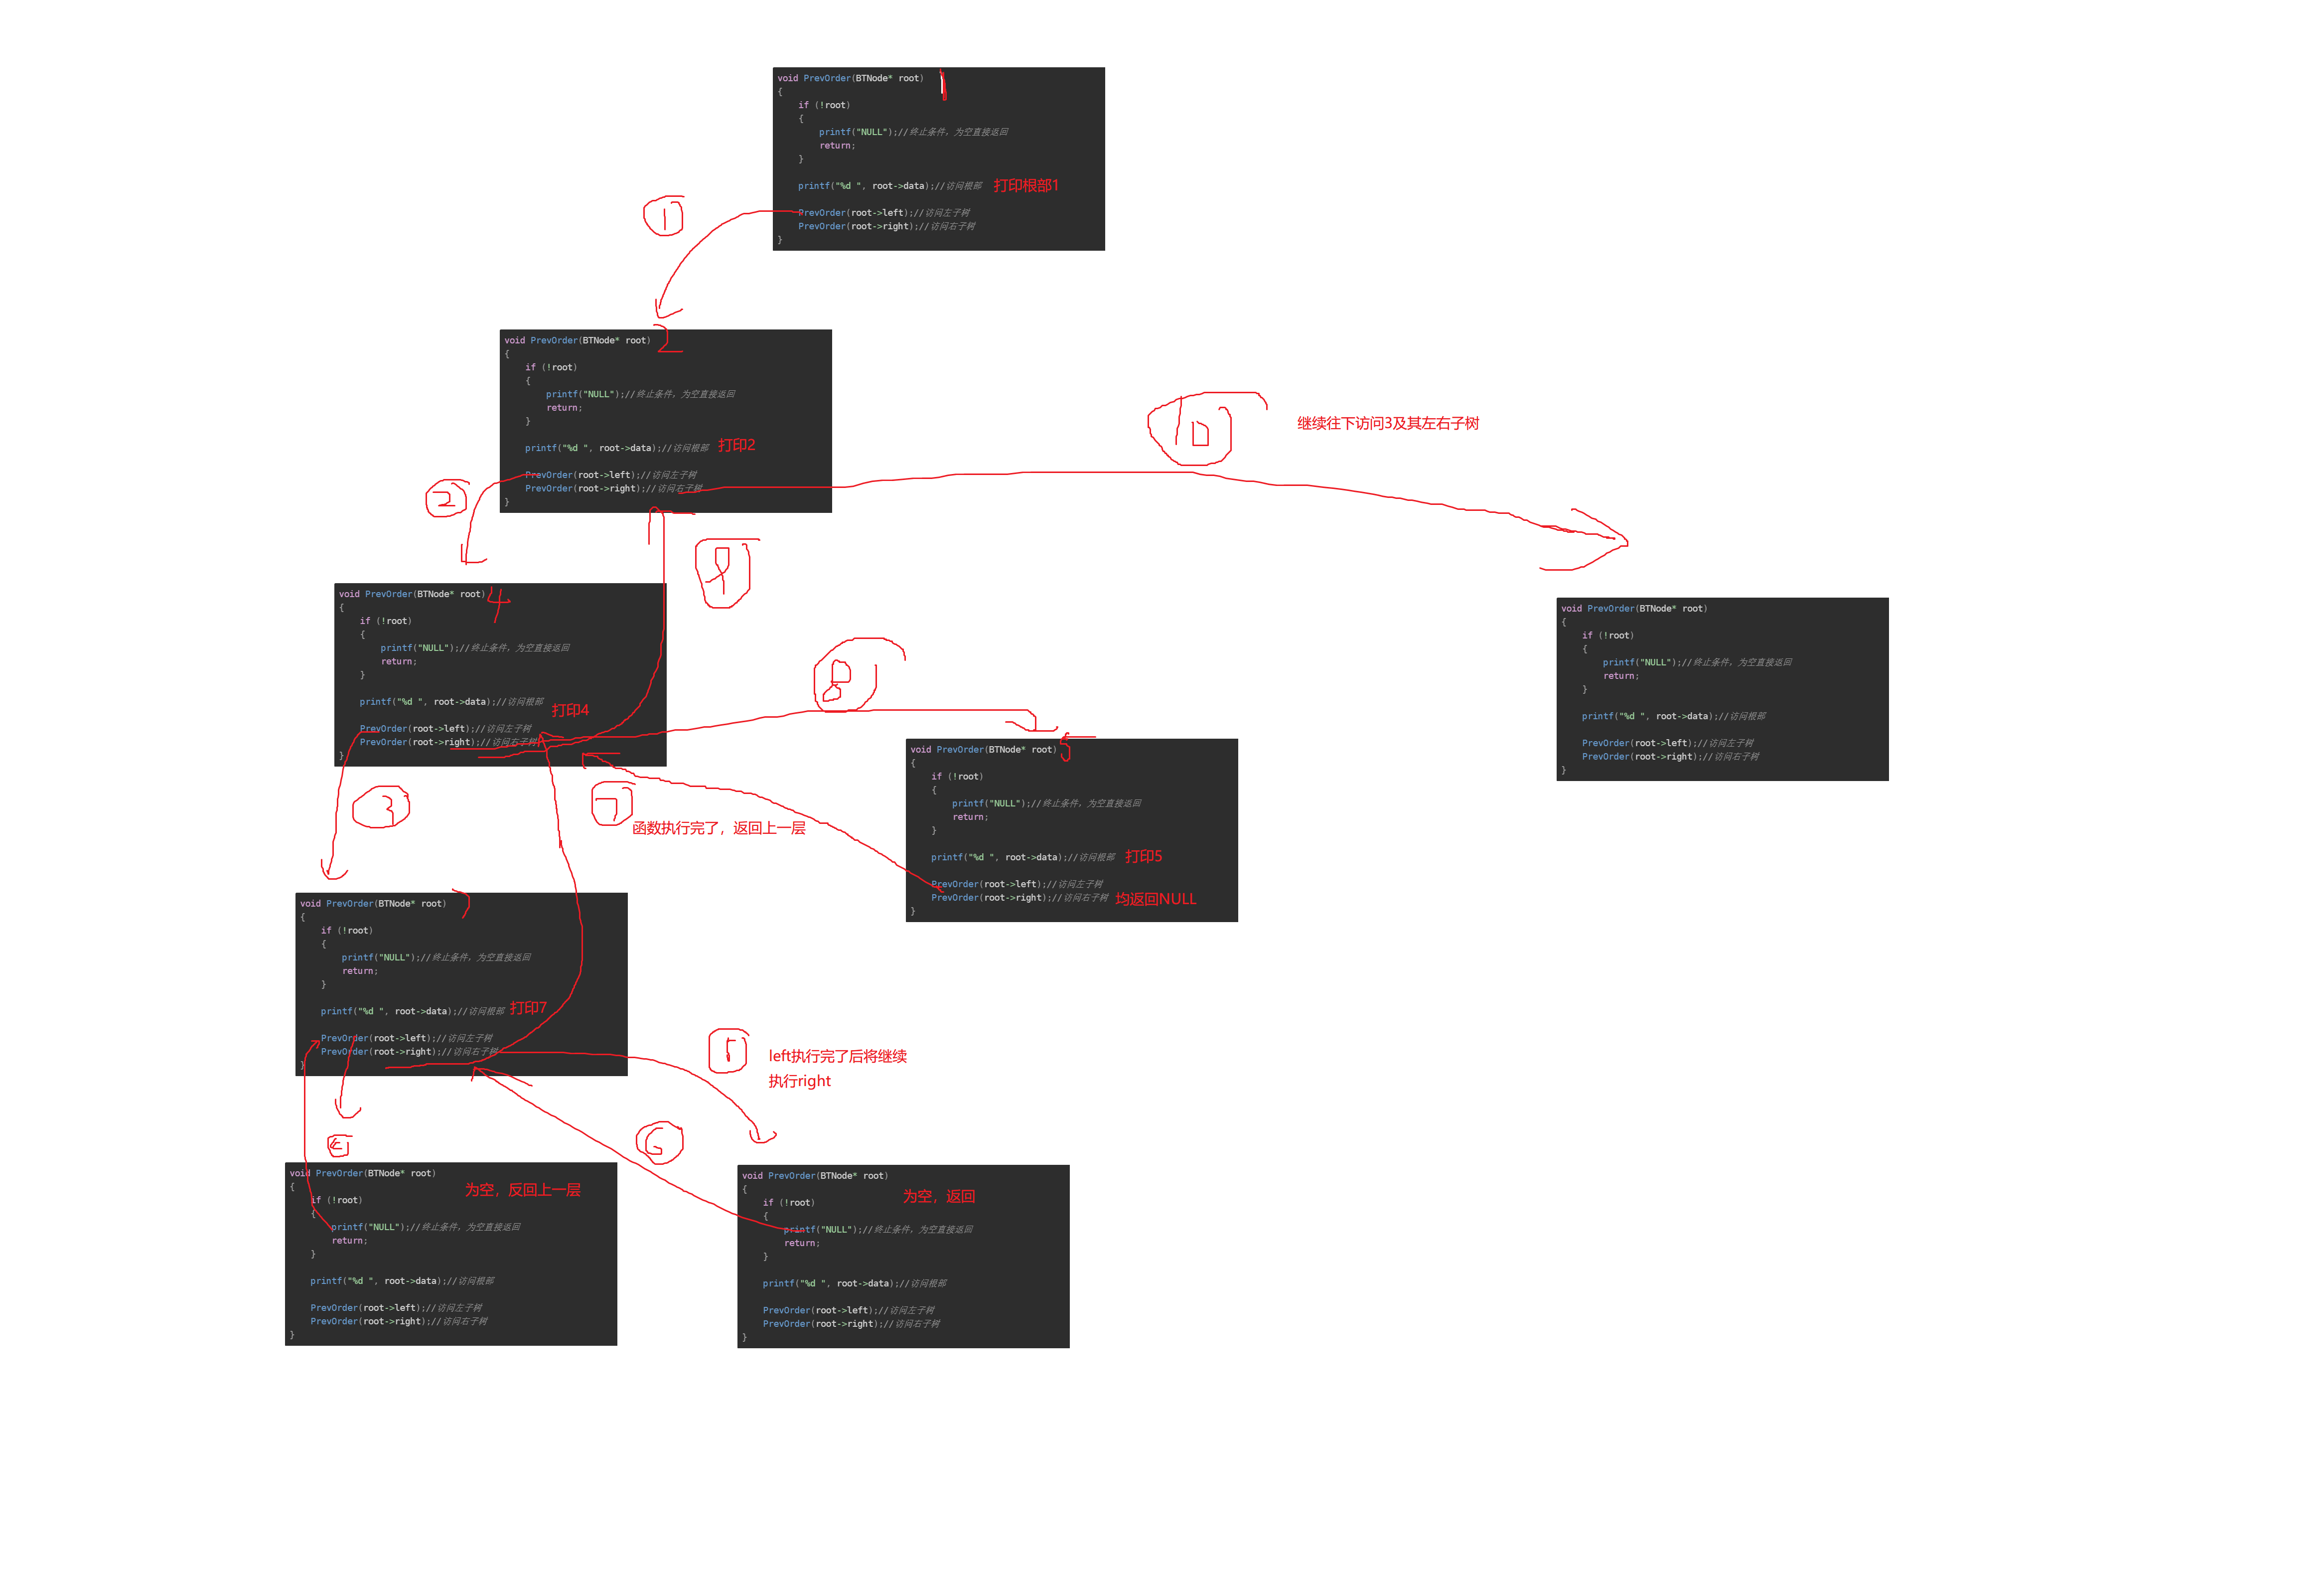 void PrevOrder(BTNode* root) 1
{
    if (!root)
    {
        printf("NULL");//终止条件，为空直接返回
        return;
    }
    printf("%d ", root->data);//访问根部 打印根部1
    PrevOrder(root->left);//访问左子树
    PrevOrder(root->right);//访问右子树
}
1
void PrevOrder(BTNode* root) 2
{
    if (!root)
    {
        printf("NULL");//终止条件，为空直接返回
        return;
    }
    printf("%d ", root->data);//访问根部 打印2
    PrevOrder(root->left);//访问左子树
    PrevOrder(root->right);//访问右子树
}
10
继续往下访问3及其左右子树
2
9
void PrevOrder(BTNode* root) 4
{
    if (!root)
    {
        printf("NULL");//终止条件，为空直接返回
        return;
    }
    printf("%d ", root->data);//访问根部
打印4
    PrevOrder(root->left);//访问左子树
    PrevOrder(root->right);//访问右子树
}
8
void PrevOrder(BTNode* root)
{
    if (!root)
    {
        printf("NULL");//终止条件，为空直接返回
        return;
    }
    printf("%d ", root->data);//访问根部
    PrevOrder(root->left);//访问左子树
    PrevOrder(root->right);//访问右子树
}
void PrevOrder(BTNode* root) 5
{
    if (!root)
    {
        printf("NULL");//终止条件，为空直接返回
        return;
    }
    printf("%d ", root->data);//访问根部 打印5
    PrevOrder(root->left);//访问左子树
    PrevOrder(root->right);//访问右子树 均返回NULL
}
3
7
函数执行完了，返回上一层
void PrevOrder(BTNode* root) 7
{
    if (!root)
    {
        printf("NULL");//终止条件，为空直接返回
        return;
    }
    printf("%d ", root->data);//访问根部 打印7
    PrevOrder(root->left);//访问左子树
    PrevOrder(root->right);//访问右子树
}
5
left执行完了后将继续
执行right
4
6
void PrevOrder(BTNode* root)
{
为空，反回上一层
    if (!root)
    {
        printf("NULL");//终止条件，为空直接返回
        return;
    }
    printf("%d ", root->data);//访问根部
    PrevOrder(root->left);//访问左子树
    PrevOrder(root->right);//访问右子树
}
void PrevOrder(BTNode* root)
{
为空，返回
    if (!root)
    {
        printf("NULL");//终止条件，为空直接返回
        return;
    }
    printf("%d ", root->data);//访问根部
    PrevOrder(root->left);//访问左子树
    PrevOrder(root->right);//访问右子树
}